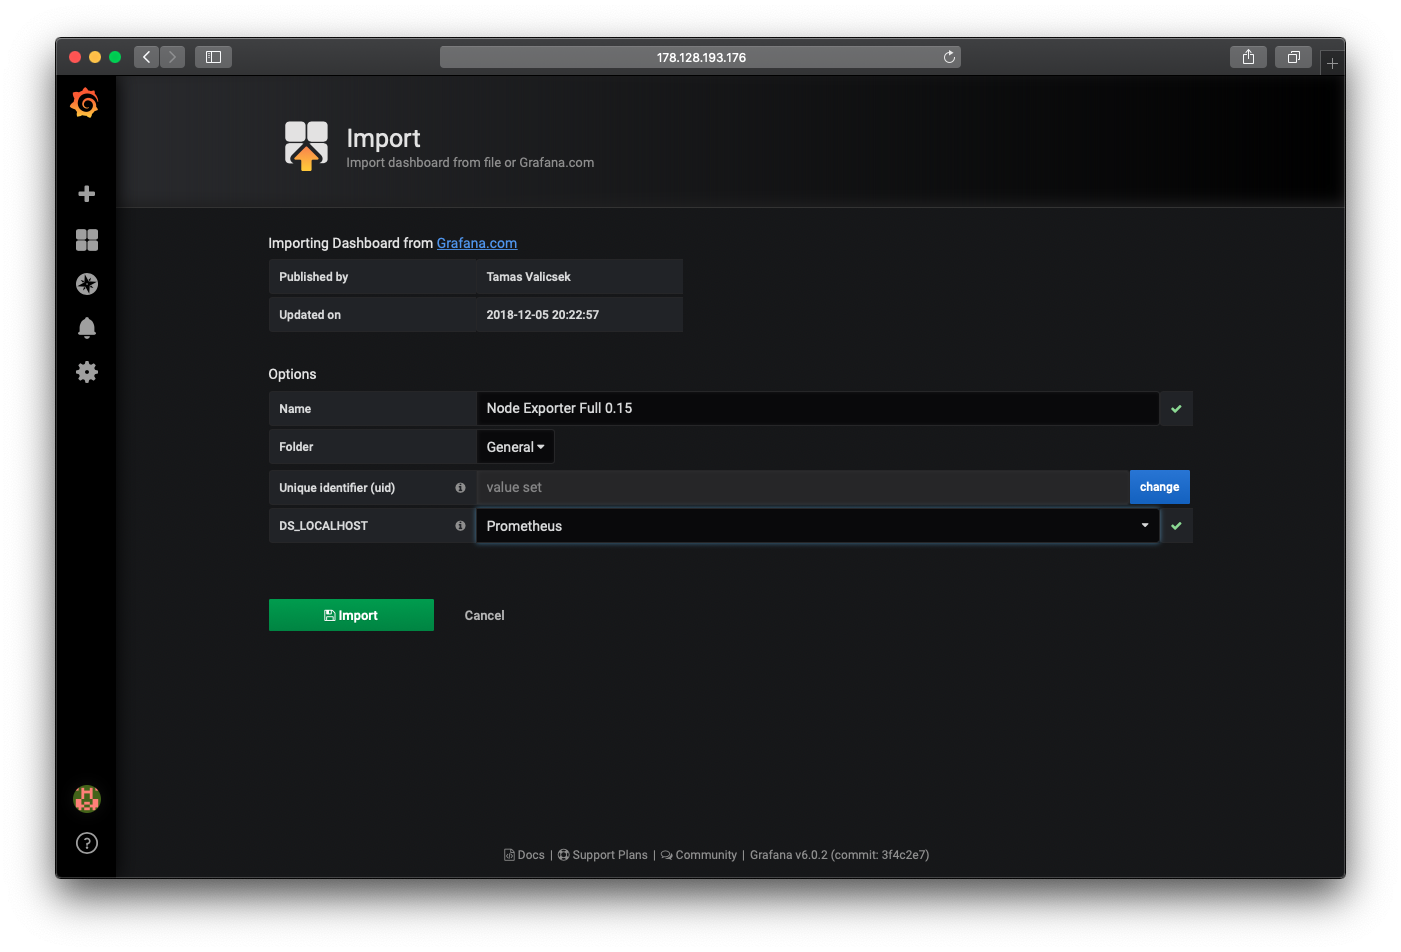 178.128.193.176
Import
Import dashboard from file or Grafana.com
Importing Dashboard from Grafana.com
Published by Tamas Valicsek
Updated on 2018-12-05 20:22:57
Options
Name Node Exporter Full 0.15
Folder General
Unique identifier (uid) value set change
DS_LOCALHOST Prometheus
Import Cancel
Docs | Support Plans | Community | Grafana v6.0.2 (commit: 3f4c2e7)